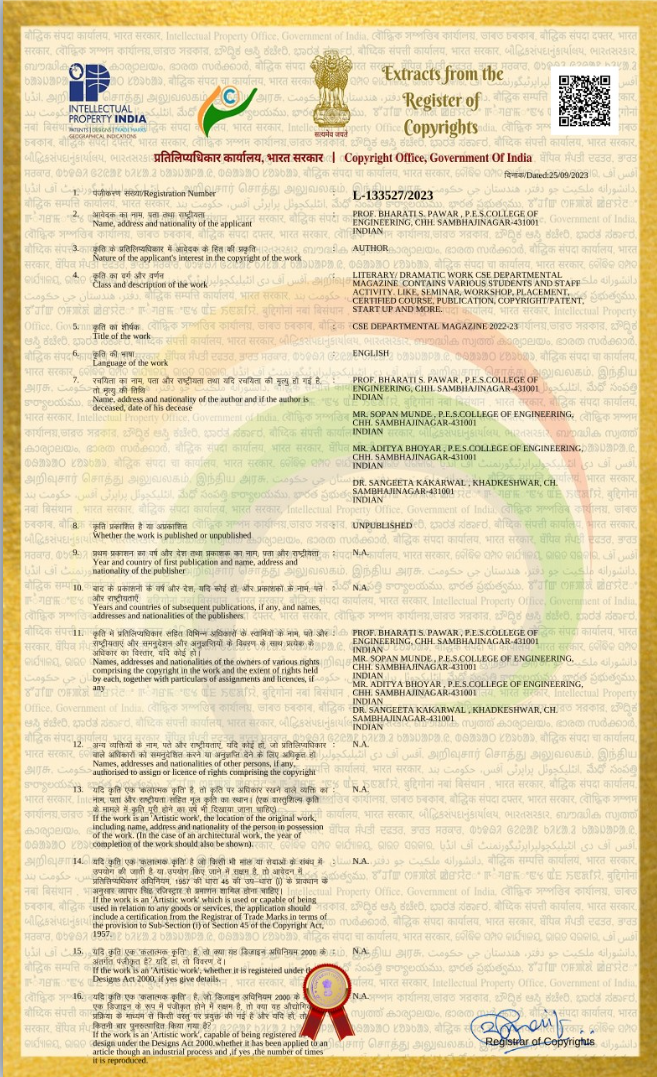 INTELLECTUAL
PROPERTY INDIA
PATENTS | DESIGNS | TRADE MARKS
GEOGRAPHICAL INDICATIONS
C
सत्यमेव जयते
Extracts from the
Register of
Copyrights
प्रतिलिप्यधिकार कार्यालय, भारत सरकार | Copyright Office, Government Of India
दिनांक/Dated:25/09/2023
1. पंजीकरण संख्या/Registration Number : L-133527/2023
2. आवेदक का नाम, पता तथा राष्ट्रीयता : PROF. BHARATI S. PAWAR , P.E.S.COLLEGE OF
Name, address and nationality of the applicant ENGINEERING, CHH. SAMBHAJINAGAR-431001
INDIAN
3. कृति के प्रतिलिप्यधिकार में आवेदक के हित की प्रकृति : AUTHOR
Nature of the applicant's interest in the copyright of the work
4. कृति का वर्ग और वर्णन : LITERARY/ DRAMATIC WORK CSE DEPARTMENTAL
Class and description of the work MAGAZINE CONTAINS VARIOUS STUDENTS AND STAFF
ACTIVITY. LIKE, SEMINAR, WORKSHOP, PLACEMENT,
CERTIFIED COURSE, PUBLICATION, COPYRIGHT/PATENT,
START UP AND MORE.
5. कृति का शीर्षक : CSE DEPARTMENTAL MAGAZINE 2022-23
Title of the work
6. कृति की भाषा : ENGLISH
Language of the work
7. रचयिता का नाम, पता और राष्ट्रीयता तथा यदि रचयिता की मृत्यु हो गई है, : PROF. BHARATI S. PAWAR , P.E.S.COLLEGE OF
तो मृत्यु की तिथि ENGINEERING, CHH. SAMBHAJINAGAR-431001
Name, address and nationality of the author and if the author is INDIAN
deceased, date of his decease
MR. SOPAN MUNDE , P.E.S.COLLEGE OF ENGINEERING,
CHH. SAMBHAJINAGAR-431001
INDIAN
MR. ADITYA BHOYAR , P.E.S.COLLEGE OF ENGINEERING,
CHH. SAMBHAJINAGAR-431001
INDIAN
DR. SANGEETA KAKARWAL , KHADKESHWAR, CH.
SAMBHAJINAGAR-431001
INDIAN
8. कृति प्रकाशित है या अप्रकाशित : UNPUBLISHED
Whether the work is published or unpublished
9. प्रथम प्रकाशन का वर्ष और देश तथा प्रकाशक का नाम, पता और राष्ट्रीयता : N.A.
Year and country of first publication and name, address and
nationality of the publisher
10. बाद के प्रकाशनों के वर्ष और देश, यदि कोई हों, और प्रकाशकों के नाम, पते : N.A.
और राष्ट्रीयताएँ
Years and countries of subsequent publications, if any, and names,
addresses and nationalities of the publishers
11. कृति में प्रतिलिप्यधिकार सहित विभिन्न अधिकारों के स्वामियों के नाम, पते और : PROF. BHARATI S. PAWAR , P.E.S.COLLEGE OF
राष्ट्रीयताएं और समनुदेशन और अनुज्ञप्तियों के विवरण के साथ प्रत्येक के ENGINEERING, CHH. SAMBHAJINAGAR-431001
अधिकार का विस्तार, यदि कोई हो। INDIAN
Names, addresses and nationalities of the owners of various rights MR. SOPAN MUNDE , P.E.S.COLLEGE OF ENGINEERING,
comprising the copyright in the work and the extent of rights held CHH. SAMBHAJINAGAR-431001
by each, together with particulars of assignments and licences, if INDIAN
any MR. ADITYA BHOYAR , P.E.S.COLLEGE OF ENGINEERING,
CHH. SAMBHAJINAGAR-431001
INDIAN
DR. SANGEETA KAKARWAL , KHADKESHWAR, CH.
SAMBHAJINAGAR-431001
INDIAN
12. अन्य व्यक्तियों के नाम, पते और राष्ट्रीयताएं, यदि कोई हों, जो प्रतिलिप्यधिकार : N.A.
वाले अधिकारों को समनुदेशित करने या अनुज्ञप्ति देने के लिए अधिकृत हों
Names, addresses and nationalities of other persons, if any,
authorised to assign or licence of rights comprising the copyright
13. यदि कृति एक 'कलात्मक कृति' है, तो कृति पर अधिकार रखने वाले व्यक्ति का : N.A.
नाम, पता और राष्ट्रीयता सहित मूल कृति का स्थान। (एक वास्तुशिल्प कृति
के मामले में कृति पूरी होने का वर्ष भी दिखाया जाना चाहिए)
If the work is an 'Artistic work', the location of the original work,
including name, address and nationality of the person in possession
of the work. (In the case of an architectural work, the year of
completion of the work should also be shown).
14. यदि कृति एक 'कलात्मक कृति' है जो किसी भी माल या सेवाओं के संबंध में : N.A.
उपयोग की जाती है या उपयोग किए जाने में सक्षम है, तो आवेदन में
प्रतिलिप्यधिकार अधिनियम, 1957 की धारा 45 की उप-धारा (i) के प्रावधान के
अनुसार व्यापार चिह्न रजिस्ट्रार से प्रमाणन शामिल होना चाहिए।
If the work is an 'Artistic work' which is used or capable of being
used in relation to any goods or services, the application should
include a certification from the Registrar of Trade Marks in terms of
the provision to Sub-Section (i) of Section 45 of the Copyright Act,
1957.
15. यदि कृति एक 'कलात्मक कृति' है, तो क्या यह डिजाइन अधिनियम 2000 के : N.A.
अंतर्गत पंजीकृत है? यदि हां, तो विवरण दें।
If the work is an 'Artistic work', whether it is registered under the
Designs Act 2000, if yes give details.
16. यदि कृति एक 'कलात्मक कृति' है, जो डिजाइन अधिनियम 2000 के N.A.
एक डिजाइन के रूप में पंजीकृत होने में सक्षम है, तो क्या यह औद्योगिक
प्रक्रिया के माध्यम से किसी वस्तु पर प्रयुक्त की गई है और यदि हाँ, तो
कितनी बार पुनरुत्पादित किया गया है?
If the work is an 'Artistic work', capable of being registered
design under the Designs Act 2000.whether it has been applied to an
article though an industrial process and ,if yes ,the number of times
it is reproduced.
Registrar of Copyrights